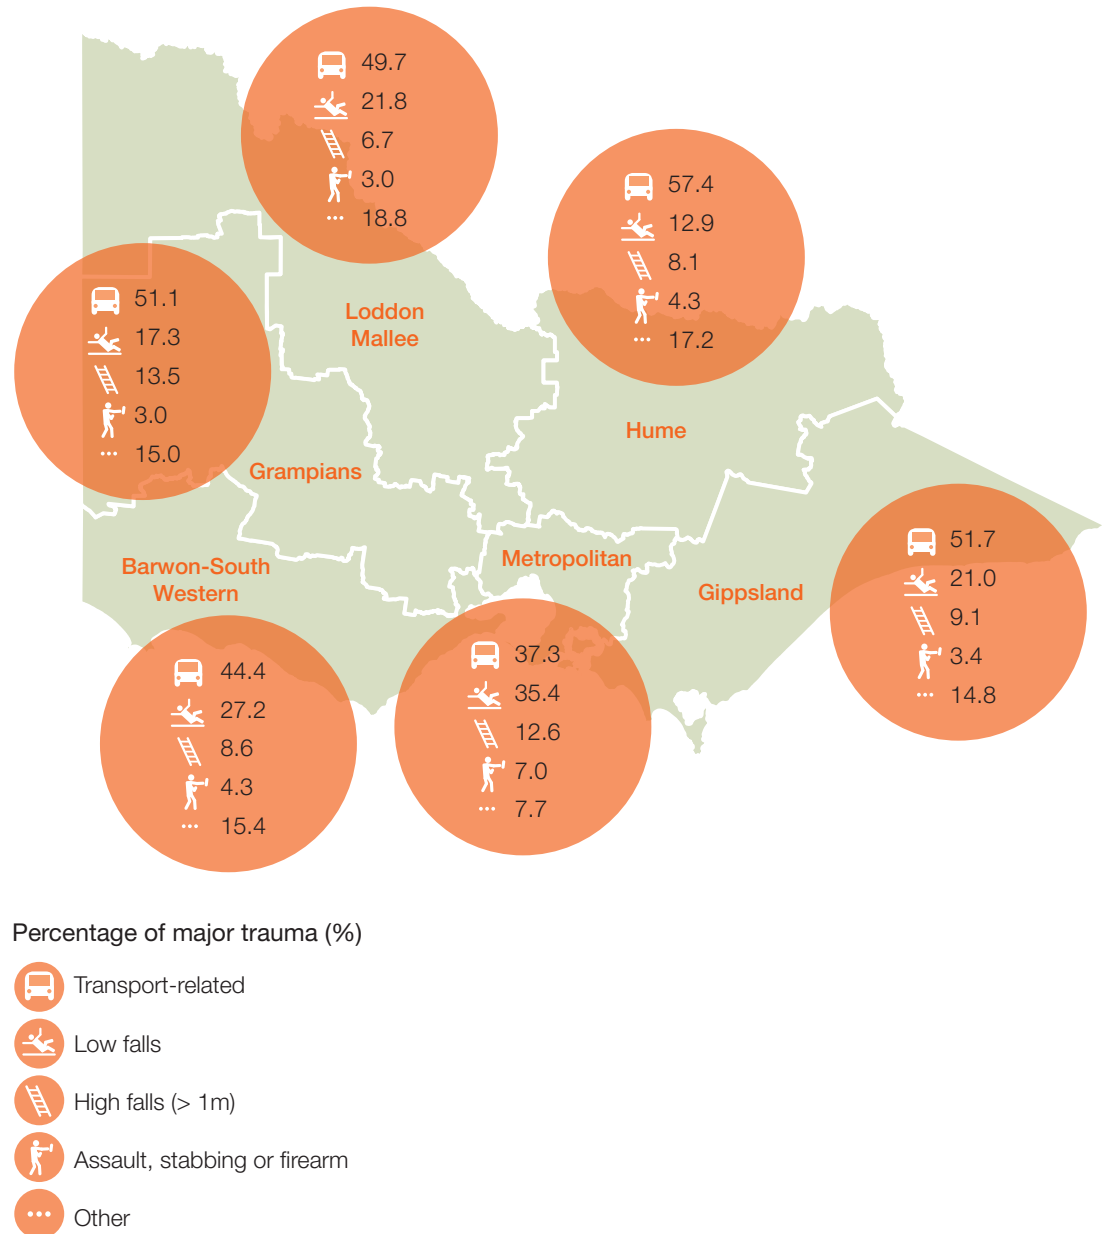 49.7
21.8
6.7
3.0
18.8
57.4
12.9
8.1
4.3
17.2
51.1
17.3
13.5
3.0
15.0
Loddon
Mallee
Hume
Grampians
Barwon-South
Western
Metropolitan
Gippsland
51.7
21.0
9.1
3.4
14.8
44.4
27.2
8.6
4.3
15.4
37.3
35.4
12.6
7.0
7.7
Percentage of major trauma (%)
Transport-related
Low falls
High falls (> 1m)
Assault, stabbing or firearm
Other